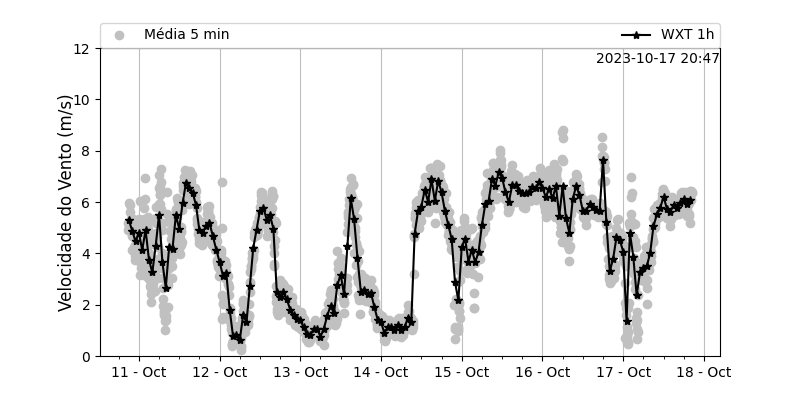 Média 5 min WXT 1h
2023-10-17 20:47
Velocidade do Vento (m/s)
12
10
8
6
4
2
0
11 - Oct 12 - Oct 13 - Oct 14 - Oct 15 - Oct 16 - Oct 17 - Oct 18 - Oct